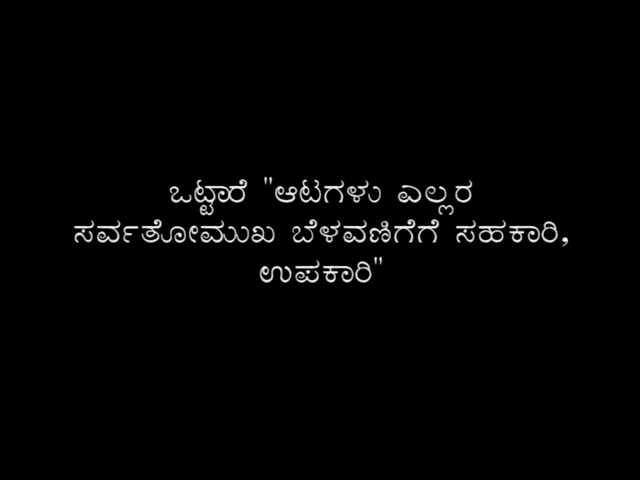 ಒಟ್ಟಾರೆ "ಆಟಗಳು ಎಲ್ಲರ
ಸರ್ವತೋಮುಖ ಬೆಳವಣಿಗೆಗೆ ಸಹಕಾರಿ,
ಉಪಕಾರಿ"